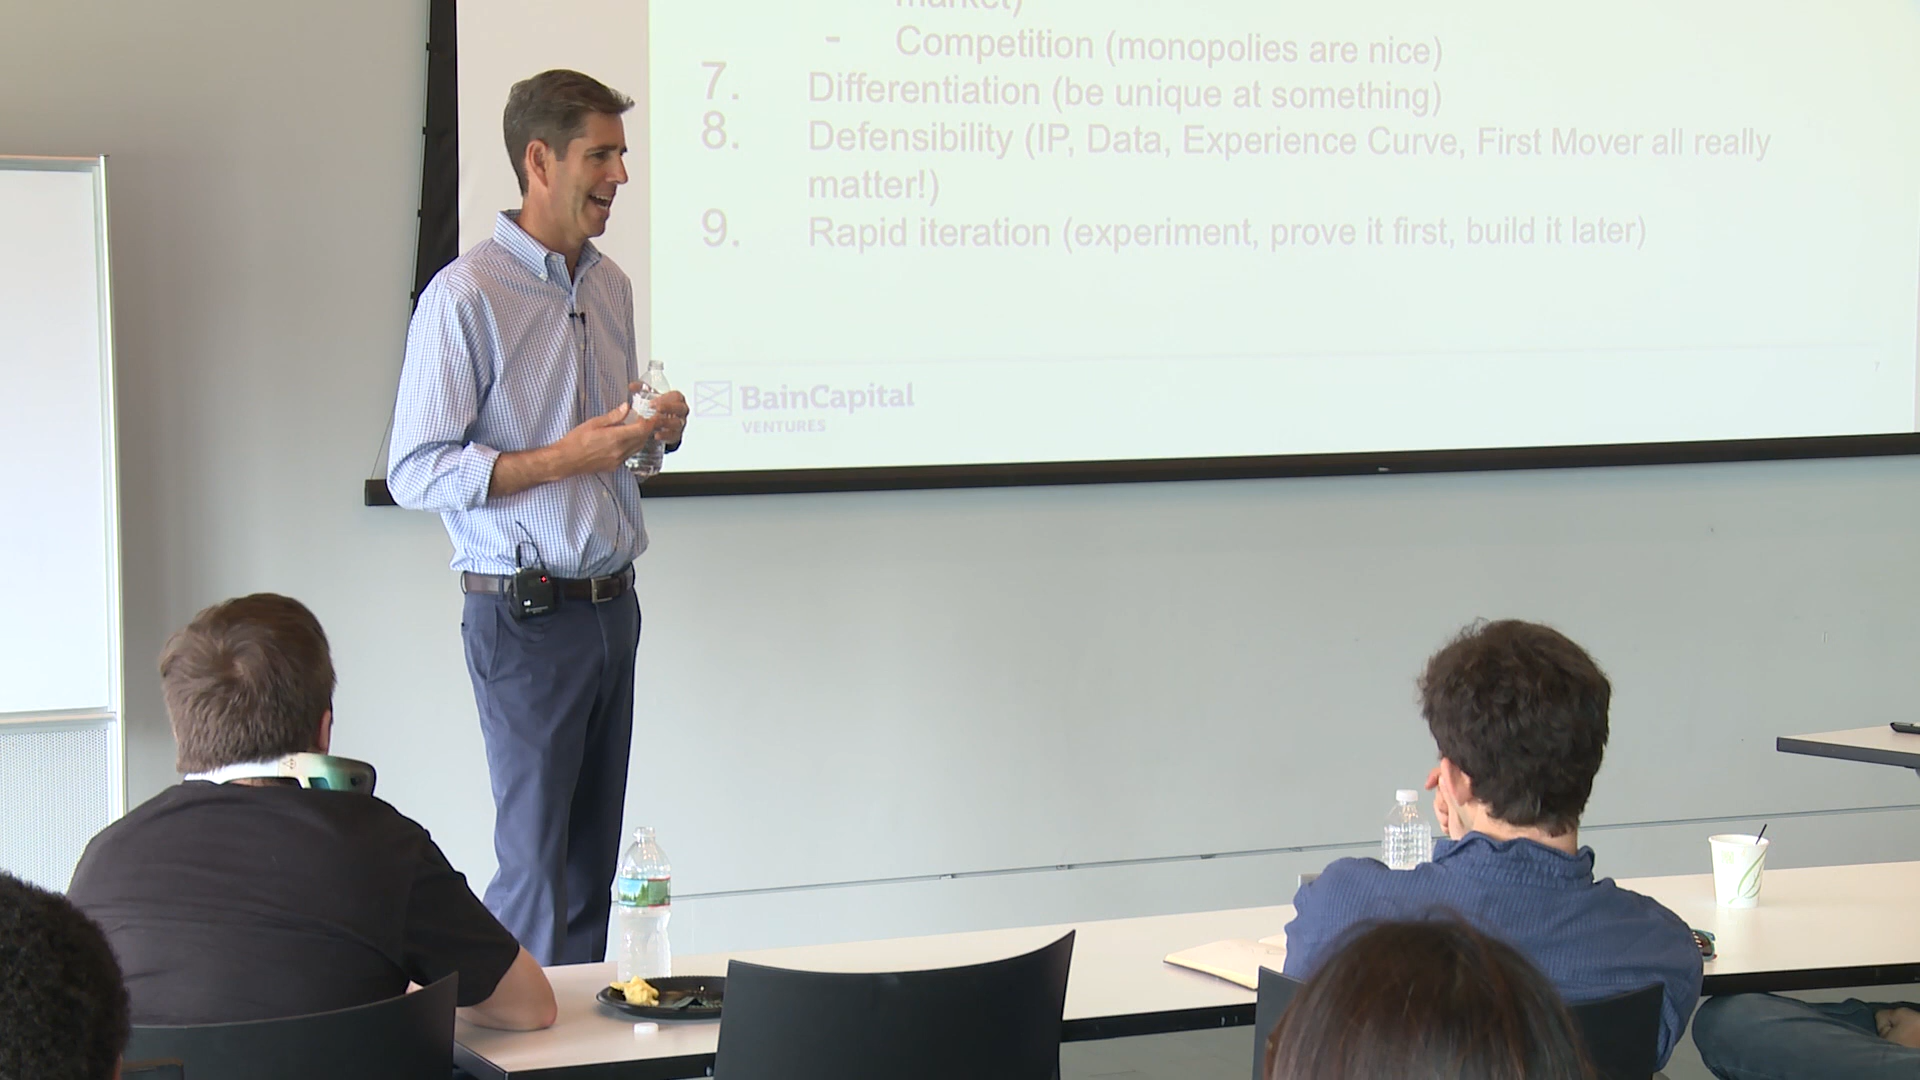 market)
- Competition (monopolies are nice)
7. Differentiation (be unique at something)
8. Defensibility (IP, Data, Experience Curve, First Mover all really
matter!)
9. Rapid iteration (experiment, prove it first, build it later)
BainCapital
VENTURES